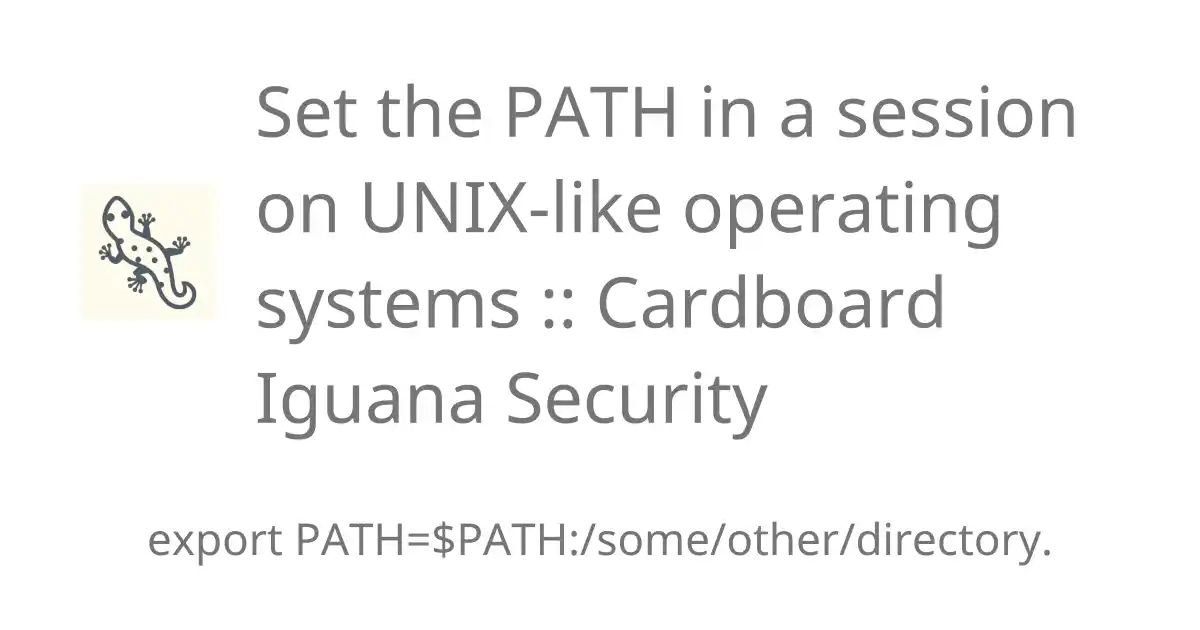 Set the PATH in a session
on UNIX-like operating
systems :: Cardboard
Iguana Security
export PATH=$PATH:/some/other/directory.